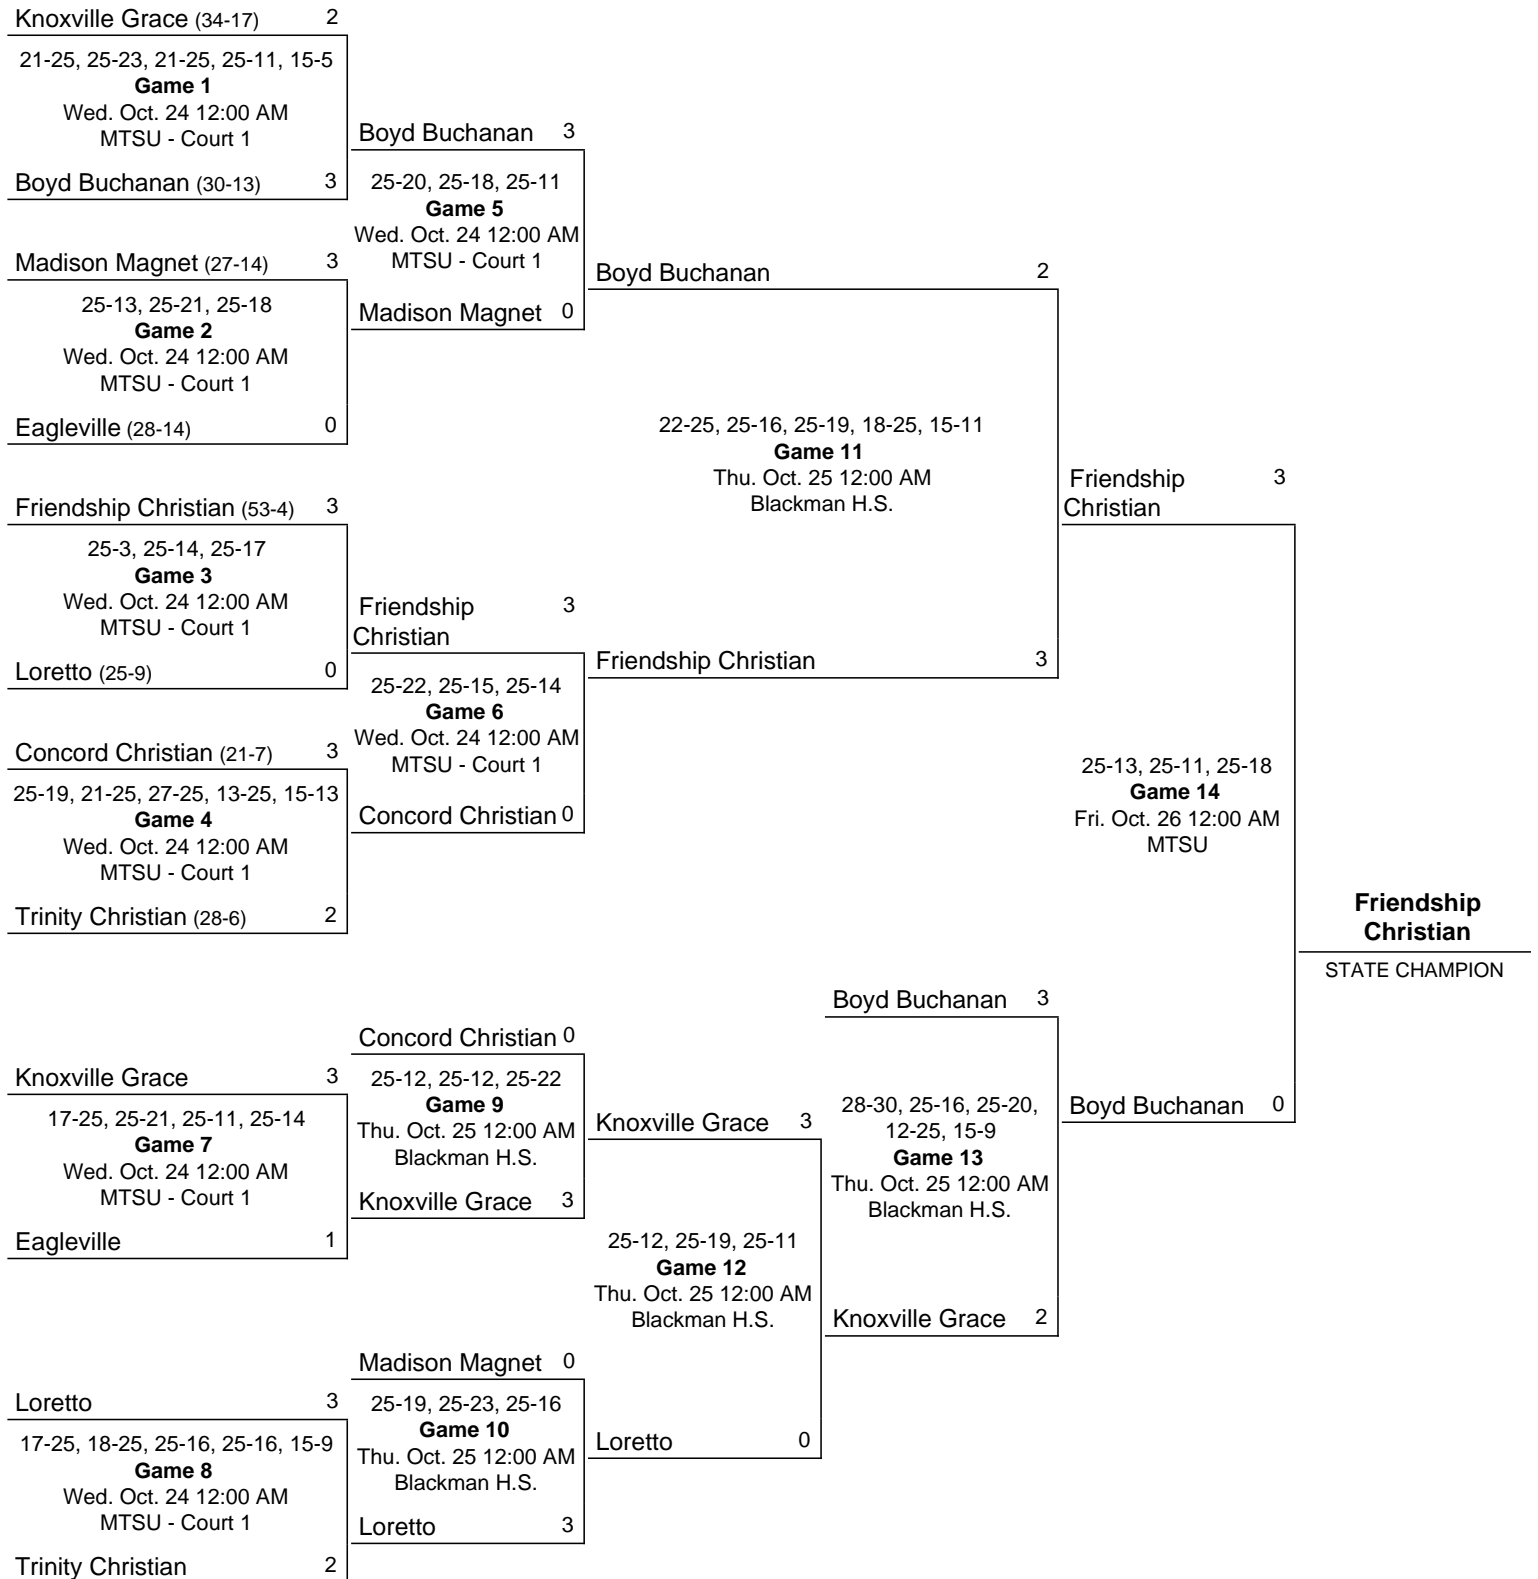 Knoxville Grace (34-17) 2
21-25, 25-23, 21-25, 25-11, 15-5
Game 1
Wed. Oct. 24 12:00 AM
MTSU - Court 1
Boyd Buchanan (30-13) 3
Madison Magnet (27-14) 3
25-13, 25-21, 25-18
Game 2
Wed. Oct. 24 12:00 AM
MTSU - Court 1
Eagleville (28-14) 0
Friendship Christian (53-4) 3
25-3, 25-14, 25-17
Game 3
Wed. Oct. 24 12:00 AM
MTSU - Court 1
Loretto (25-9) 0
Concord Christian (21-7) 3
25-19, 21-25, 27-25, 13-25, 15-13
Game 4
Wed. Oct. 24 12:00 AM
MTSU - Court 1
Trinity Christian (28-6) 2
Boyd Buchanan 3
25-20, 25-18, 25-11
Game 5
Wed. Oct. 24 12:00 AM
MTSU - Court 1
Madison Magnet 0
Friendship 3
Christian
25-22, 25-15, 25-14
Game 6
Wed. Oct. 24 12:00 AM
MTSU - Court 1
Concord Christian 0
Boyd Buchanan 2
22-25, 25-16, 25-19, 18-25, 15-11
Game 11
Thu. Oct. 25 12:00 AM
Blackman H.S.
Friendship Christian 3
Friendship 3
Christian
25-13, 25-11, 25-18
Game 14
Fri. Oct. 26 12:00 AM
MTSU
Boyd Buchanan 0
Friendship
Christian
STATE CHAMPION
Knoxville Grace 3
17-25, 25-21, 25-11, 25-14
Game 7
Wed. Oct. 24 12:00 AM
MTSU - Court 1
Eagleville 1
Loretto 3
17-25, 18-25, 25-16, 25-16, 15-9
Game 8
Wed. Oct. 24 12:00 AM
MTSU - Court 1
Trinity Christian 2
Concord Christian 0
25-12, 25-12, 25-22
Game 9
Thu. Oct. 25 12:00 AM
Blackman H.S.
Knoxville Grace 3
Madison Magnet 0
25-19, 25-23, 25-16
Game 10
Thu. Oct. 25 12:00 AM
Blackman H.S.
Loretto 3
Knoxville Grace 3
25-12, 25-19, 25-11
Game 12
Thu. Oct. 25 12:00 AM
Blackman H.S.
Loretto 0
Boyd Buchanan 3
28-30, 25-16, 25-20,
12-25, 15-9
Game 13
Thu. Oct. 25 12:00 AM
Blackman H.S.
Knoxville Grace 2